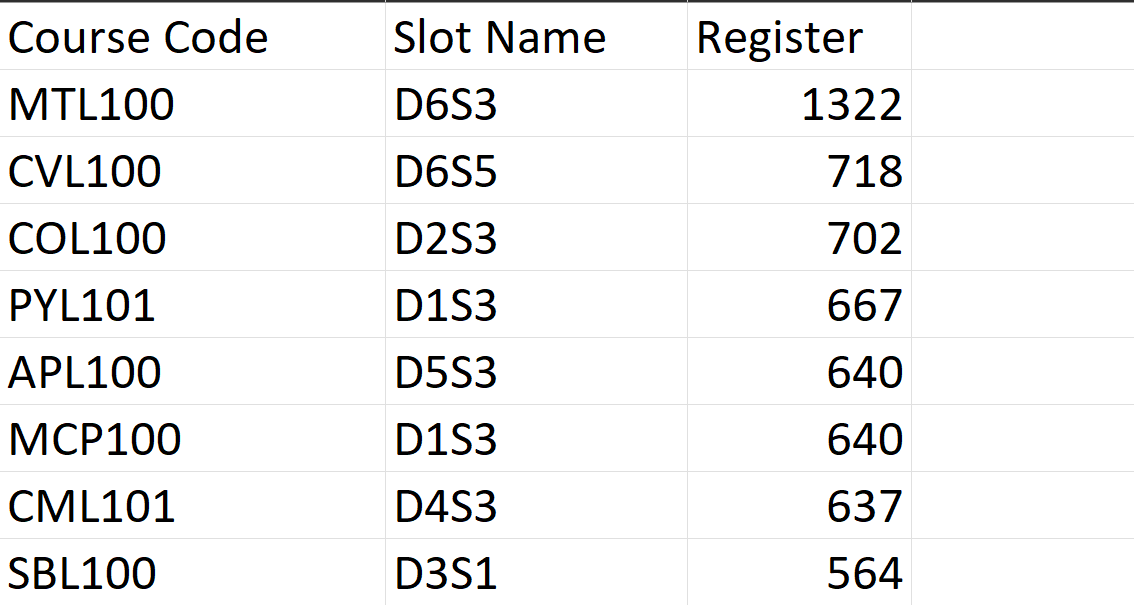 Course Code Slot Name Register
MTL100 D6S3 1322
CVL100 D6S5 718
COL100 D2S3 702
PYL101 D1S3 667
APL100 D5S3 640
MCP100 D1S3 640
CML101 D4S3 637
SBL100 D3S1 564